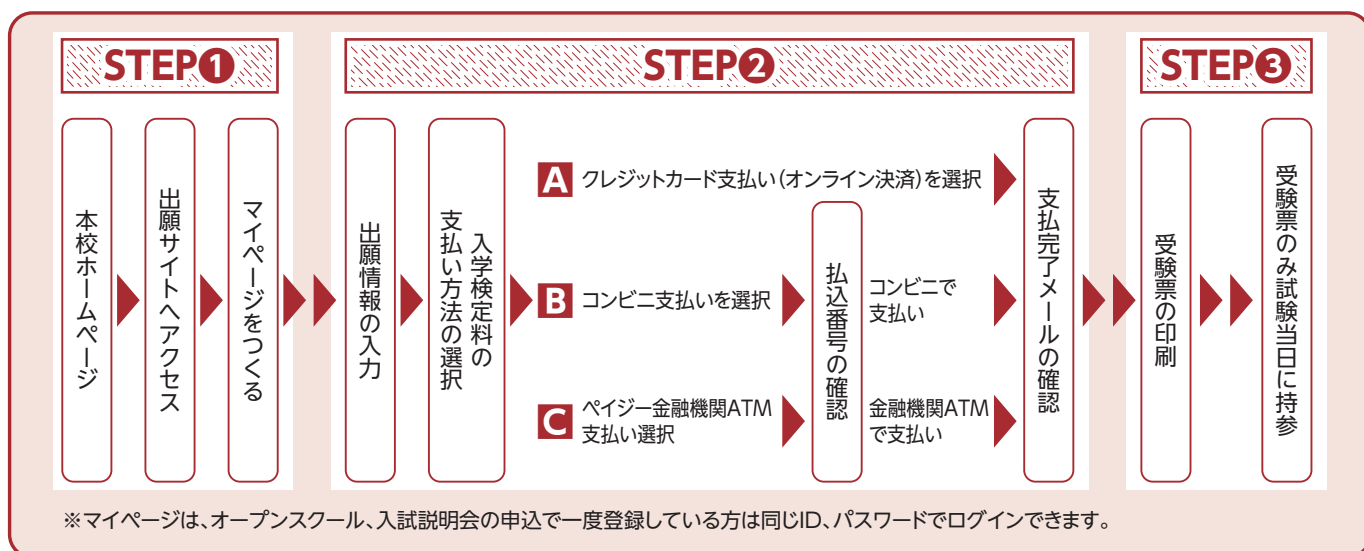 STEP❶
本校ホームページ
出願サイトへアクセス
マイページをつくる
STEP❷
出願情報の入力
入学検定料の
支払い方法の選択
A クレジットカード支払い(オンライン決済)を選択
B コンビニ支払いを選択
C ペイジー金融機関ATM
支払い選択
払込番号の確認
コンビニで
支払い
金融機関ATM
で支払い
支払完了メールの確認
STEP❸
受験票の印刷
受験票のみ試験当日に持参
※マイページは、オープンスクール、入試説明会の申込で一度登録している方は同じID、パスワードでログインできます。